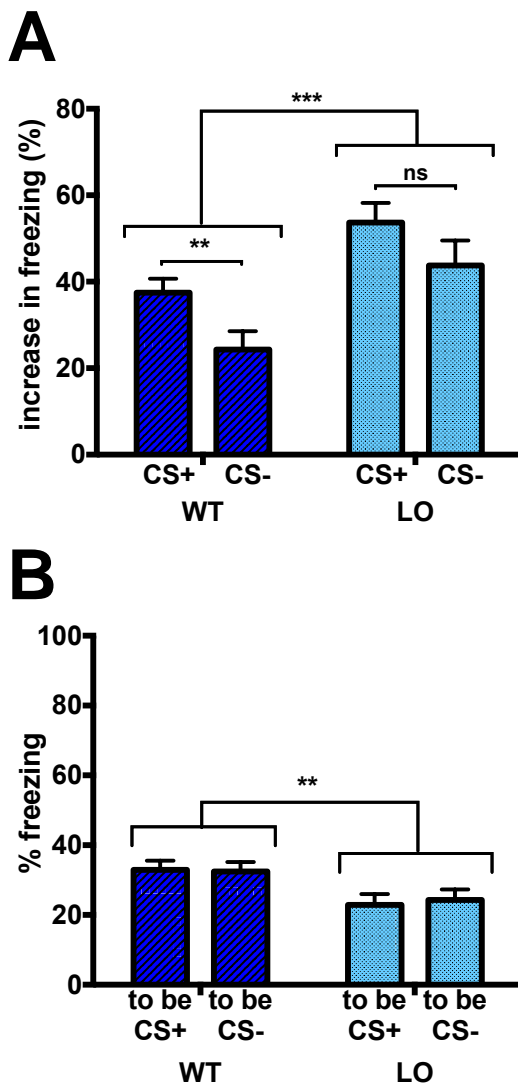 A
increase in freezing (%)
80
60
40
20
0
***
**
ns
CS+ CS- CS+ CS-
WT LO
B
% freezing
100
80
60
40
20
0
**
to be to be to be to be
CS+ CS- CS+ CS-
WT LO